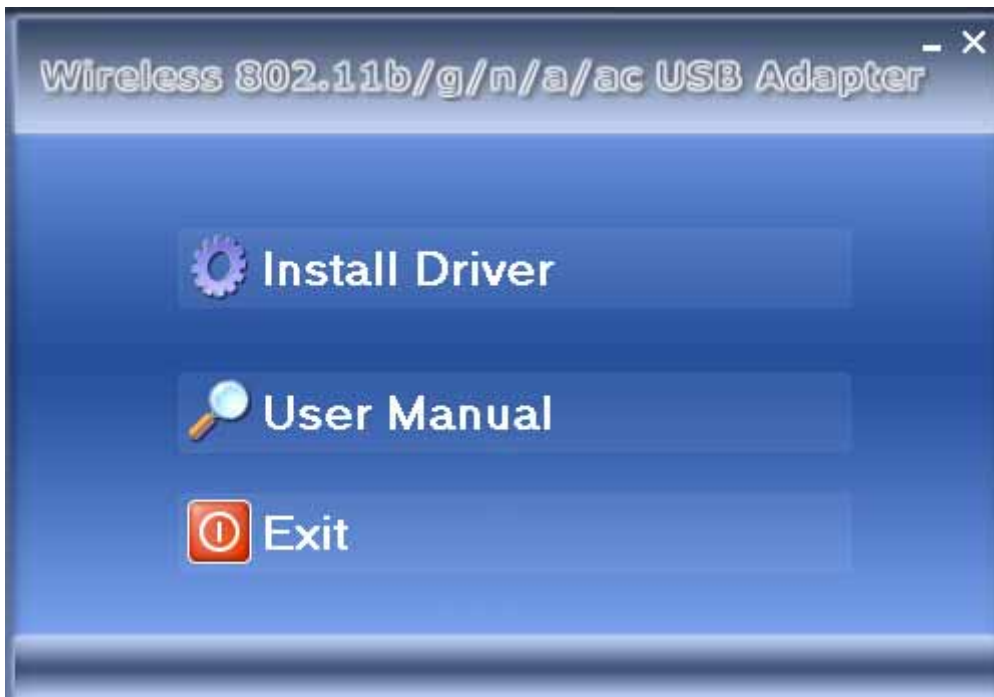 Wireless 802.11b/g/n/a/ac USB Adapter
Install Driver
User Manual
Exit